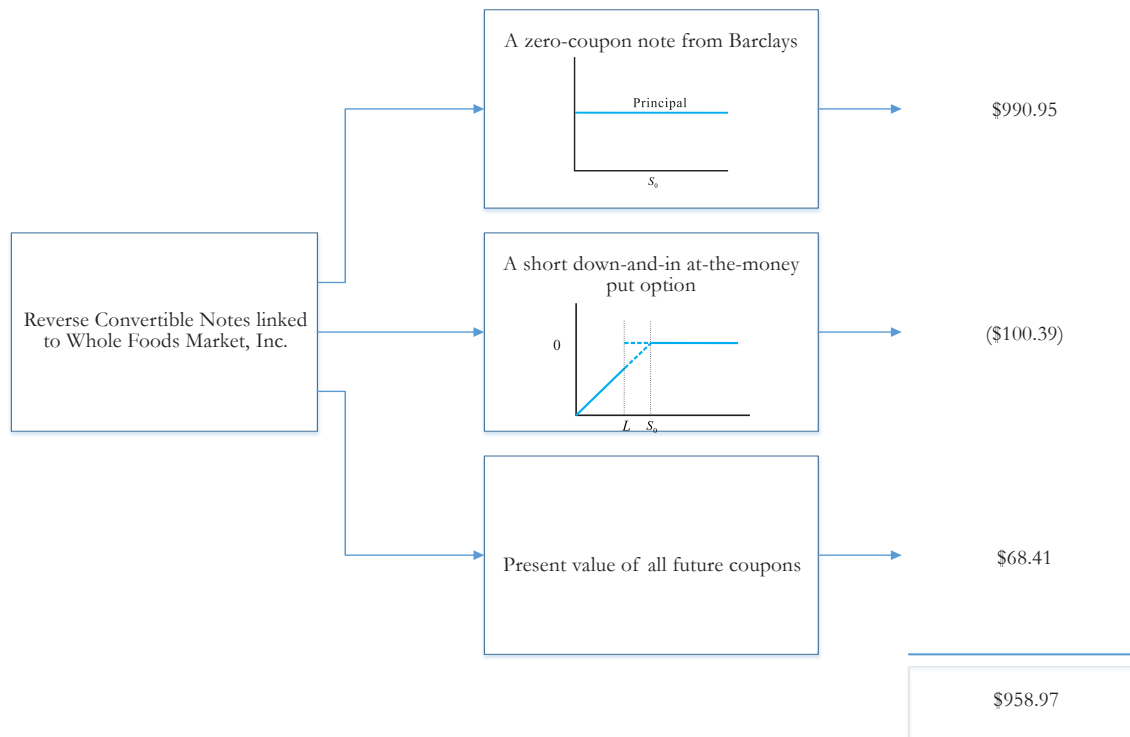 A zero-coupon note from Barclays
Principal
S₀
$990.95
Reverse Convertible Notes linked
to Whole Foods Market, Inc.
A short down-and-in at-the-money
put option
0
L S₀
($100.39)
Present value of all future coupons
$68.41
$958.97